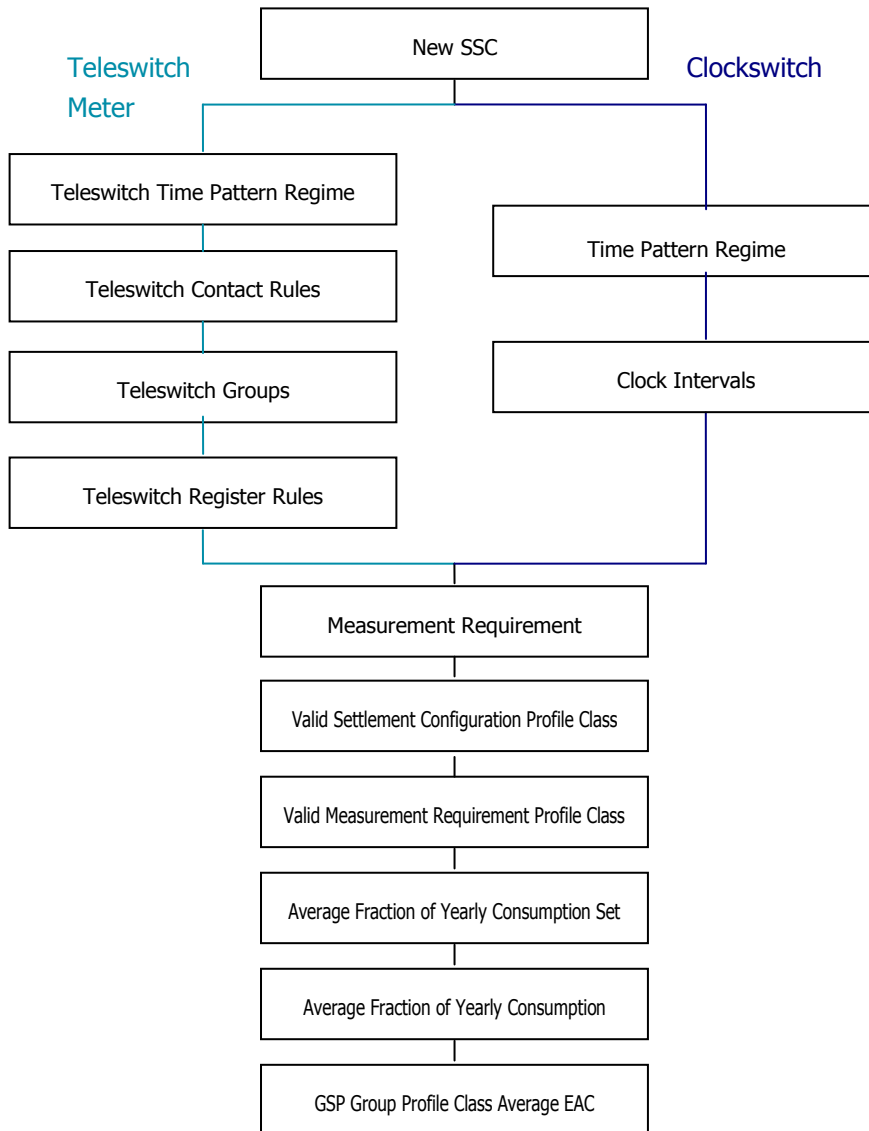 New SSC
Teleswitch
Meter
Clockswitch
Teleswitch Time Pattern Regime
Teleswitch Contact Rules
Teleswitch Groups
Teleswitch Register Rules
Time Pattern Regime
Clock Intervals
Measurement Requirement
Valid Settlement Configuration Profile Class
Valid Measurement Requirement Profile Class
Average Fraction of Yearly Consumption Set
Average Fraction of Yearly Consumption
GSP Group Profile Class Average EAC